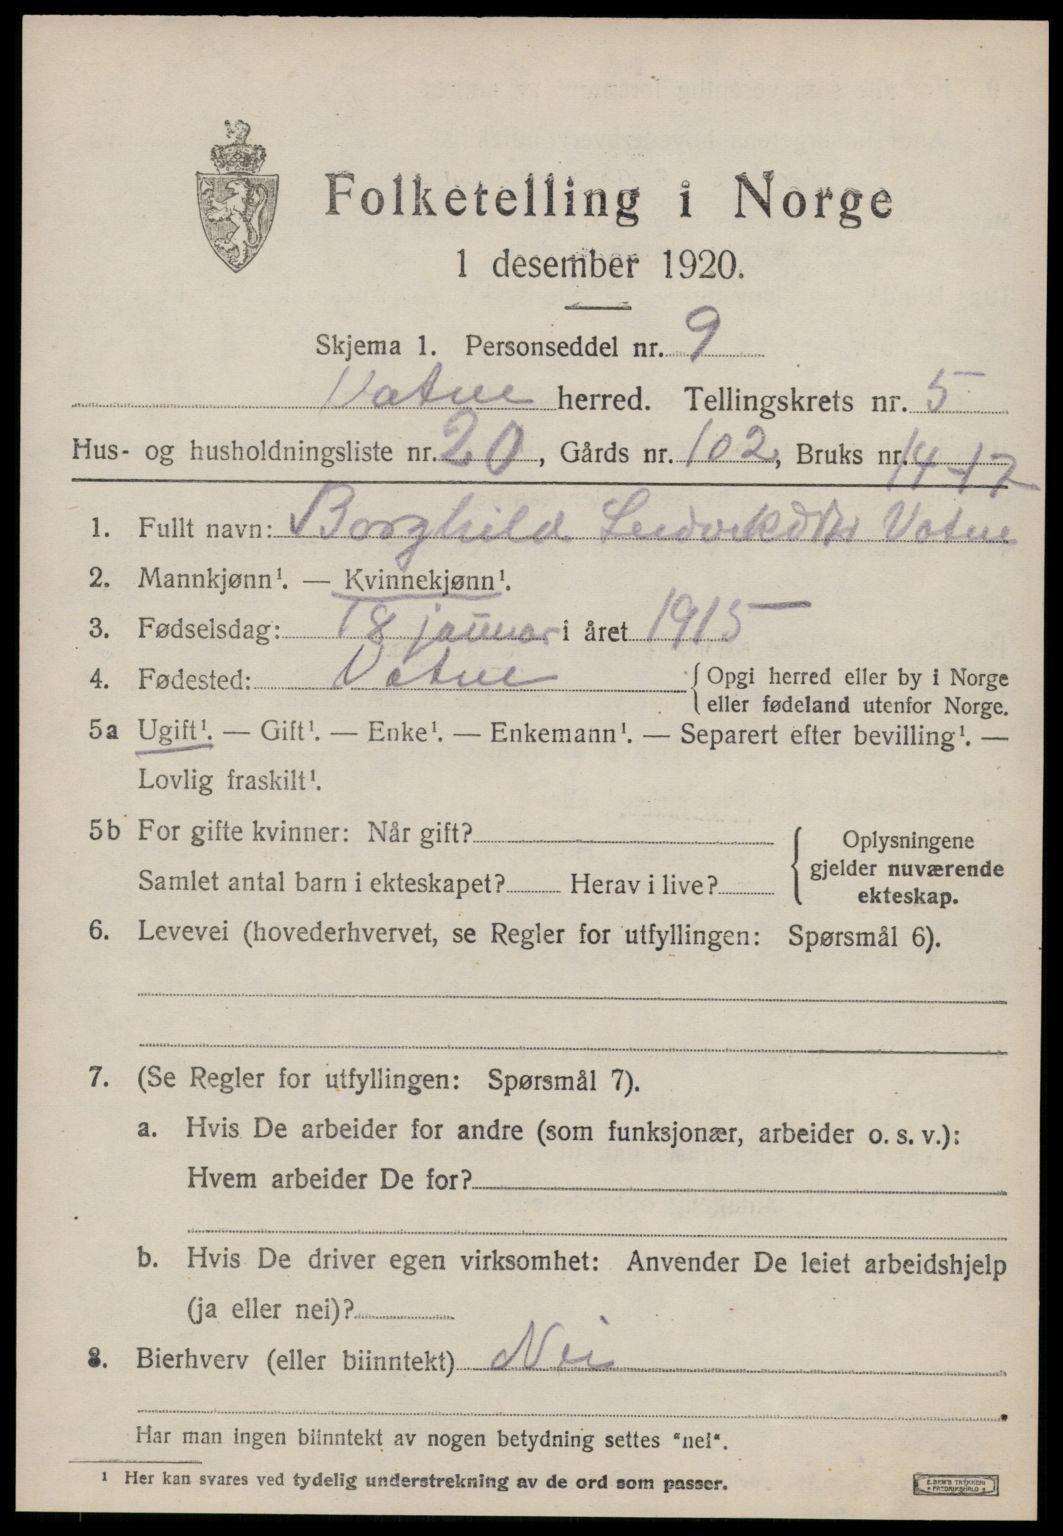 Folketelling i Norge
1 desember 1920.
Skjema 1. Personseddel nr. 9
Vatne herred. Tellingskrets nr. 5
Hus- og husholdningsliste nr. 20, Gårds nr. 102, Bruks nr. 14-17
1. Fullt navn: Borghild Vatne
2. Mannkjønn¹. — Kvinnekjønn¹.
3. Fødselsdag: 18 januar i året 1915
4. Fødested: Vatne { Opgi herred eller by i Norge
eller fødeland utenfor Norge.
5a Ugift¹. — Gift¹. — Enke¹. — Enkemann¹. — Separert efter bevilling¹. —
Lovlig fraskilt¹.
5b For gifte kvinner: Når gift?
Samlet antal barn i ekteskapet? Herav i live?
{ Oplysningene
gjelder nuværende
ekteskap.
6. Levevei (hovederhvervet, se Regler for utfyllingen: Spørsmål 6).
7. (Se Regler for utfyllingen: Spørsmål 7).
a. Hvis De arbeider for andre (som funksjonær, arbeider o. s. v.):
Hvem arbeider De for?
b. Hvis De driver egen virksomhet: Anvender De leiet arbeidshjelp
(ja eller nei)?
8. Bierhverv (eller biinntekt) Nei
Har man ingen biinntekt av nogen betydning settes "nei".
¹ Her kan svares ved tydelig understrekning av de ord som passer.